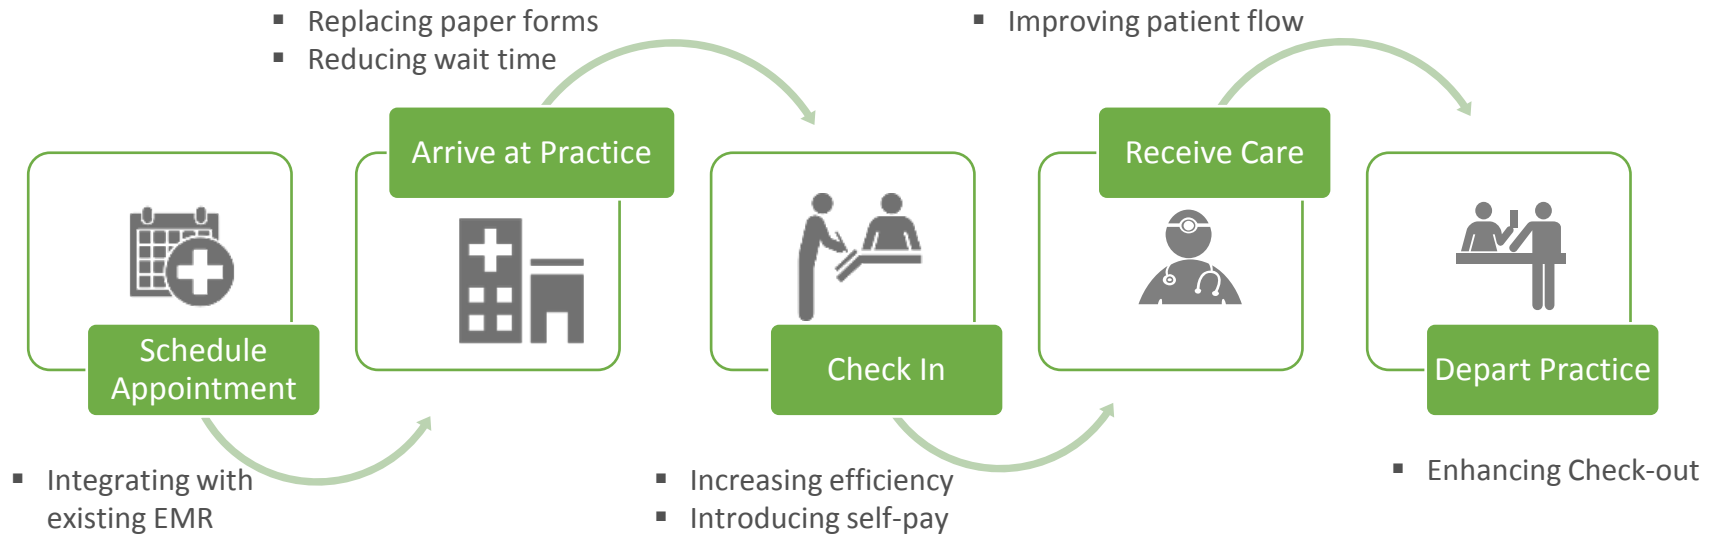 ▪ Replacing paper forms
▪ Reducing wait time
▪ Improving patient flow
Arrive at Practice
Receive Care
Schedule
Appointment
Check In
Depart Practice
▪ Integrating with
existing EMR
▪ Increasing efficiency
▪ Introducing self-pay
▪ Enhancing Check-out